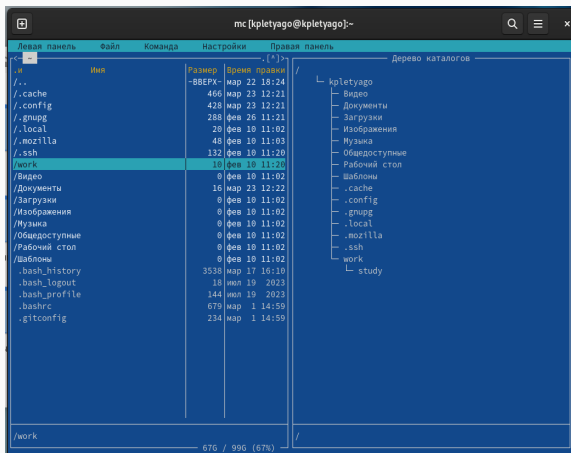 mc [kpletyago@kpletyago]:~
Левая панель Файл Команда Настройки Правая панель
<- ~ .[^]>
.и Имя Размер Время правки
/.. -ВВЕРХ- мар 22 18:24
/.cache 466 мар 23 12:21
/.config 428 мар 23 12:21
/.gnupg 288 фев 26 11:21
/.local 20 фев 10 11:02
/.mozilla 48 фев 10 11:03
/.ssh 132 фев 10 11:20
/work 10 фев 10 11:20
/Видео 0 фев 10 11:02
/Документы 16 мар 23 12:22
/Загрузки 0 фев 10 11:02
/Изображения 0 фев 10 11:02
/Музыка 0 фев 10 11:02
/Общедоступные 0 фев 10 11:02
/Рабочий стол 0 фев 10 11:02
/Шаблоны 0 фев 10 11:02
.bash_history 3538 мар 17 16:10
.bash_logout 18 июл 19 2023
.bash_profile 144 июл 19 2023
.bashrc 679 мар 1 14:59
.gitconfig 234 мар 1 14:59
/work
67G / 99G (67%)
Дерево каталогов
/
kpletyago
Видео
Документы
Загрузки
Изображения
Музыка
Общедоступные
Рабочий стол
Шаблоны
.cache
.config
.gnupg
.local
.mozilla
.ssh
work
study
/